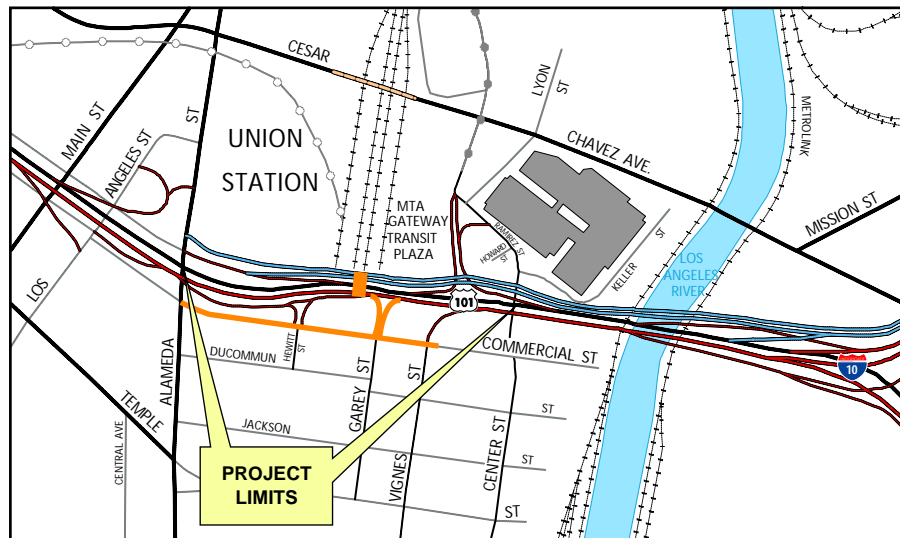 CESAR
CHAVEZ AVE.
LYON
ST
METROLINK
MAIN ST
ANGELES ST
LOS
ST
ALAMEDA
UNION
STATION
MTA
GATEWAY
TRANSIT
PLAZA
RAMIREZ ST
HOWARD
ST
KELLER
ST
MISSION ST
LOS
ANGELES
RIVER
101
10
COMMERCIAL ST
HEWITT
ST
DUCOMMUN
ST
GAREY ST
VIGNES
ST
CENTER ST
TEMPLE
CENTRAL AVE
JACKSON
ST
ST
PROJECT
LIMITS